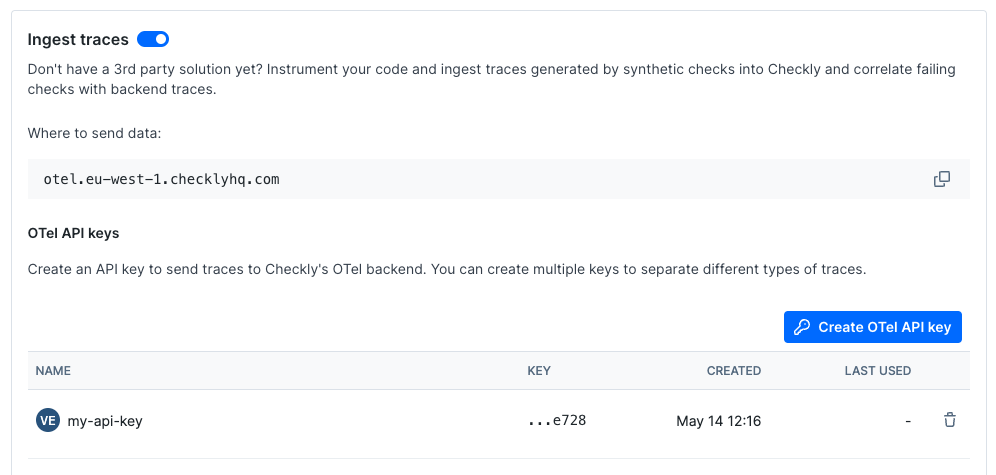 Ingest traces
Don't have a 3rd party solution yet? Instrument your code and ingest traces generated by synthetic checks into Checkly and correlate failing
checks with backend traces.
Where to send data:
otel.eu-west-1.checklyhq.com
OTel API keys
Create an API key to send traces to Checkly's OTel backend. You can create multiple keys to separate different types of traces.
Create OTel API key
NAME KEY CREATED LAST USED
VE my-api-key ...e728 May 14 12:16 -